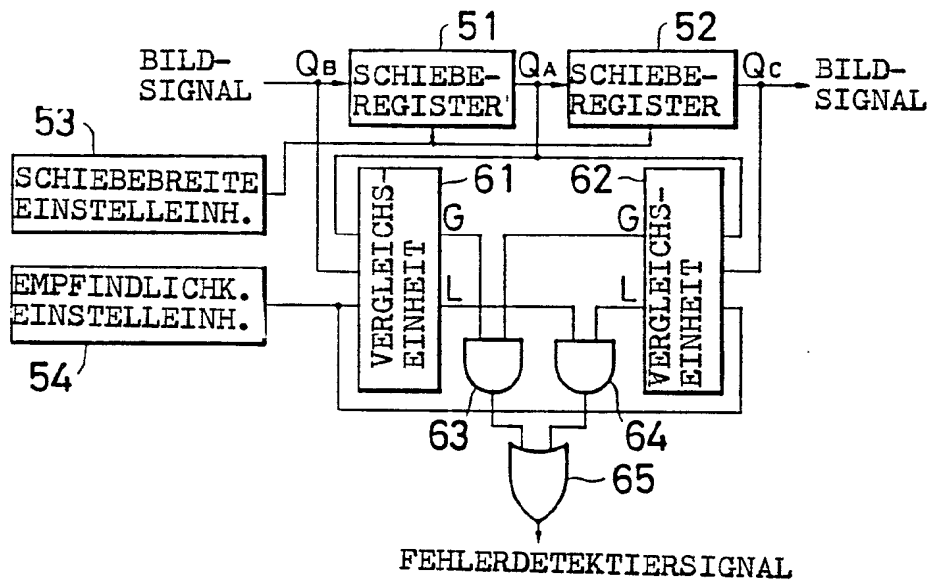 51
52
BILD-
SIGNAL
QB
SCHIEBE-
REGISTER
QA
SCHIEBE-
REGISTER
QC
BILD-
SIGNAL
53
SCHIEBEBREITE
EINSTELLEINH.
61
62
VERGLEICHS-
EINHEIT
G
G
VERGLEICHS-
EINHEIT
EMPFINDLICHK.
EINSTELLEINH.
L
L
54
63
64
65
FEHLERDETEKTIERSIGNAL